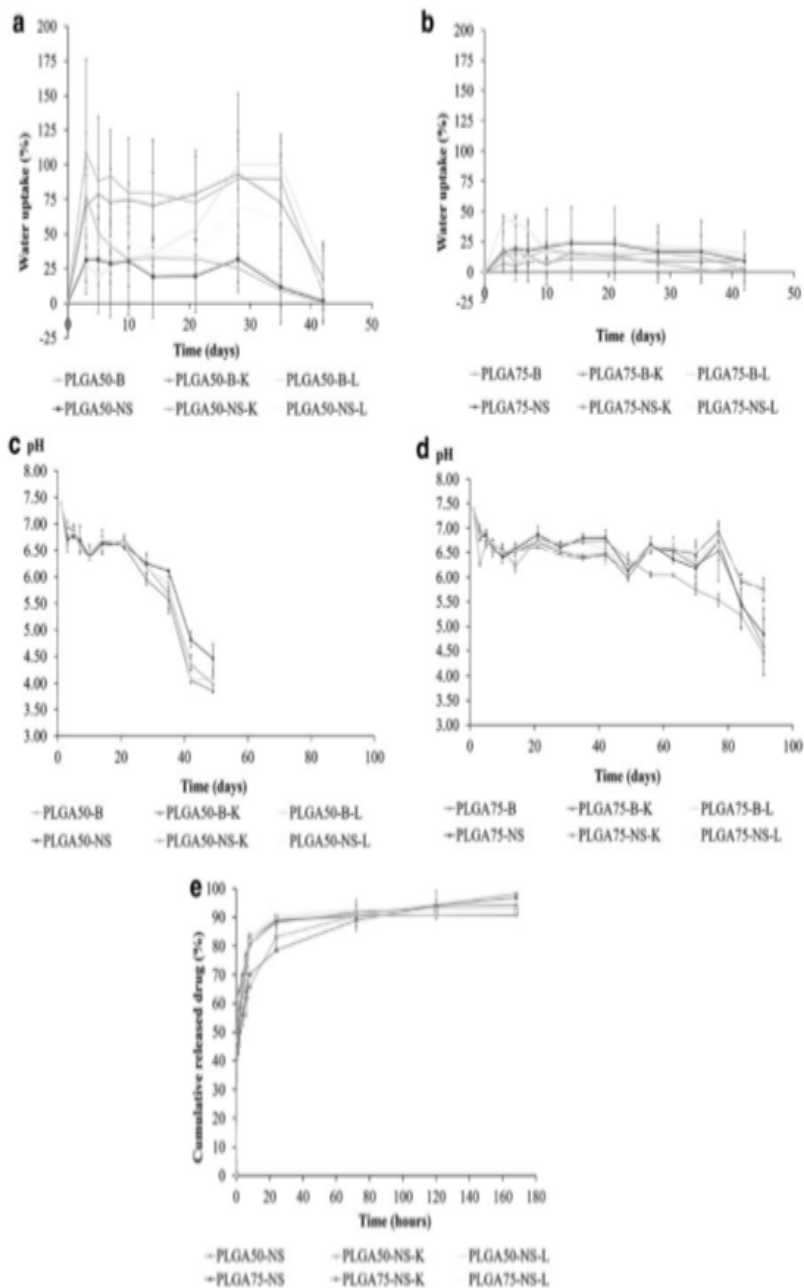 a
200
175
150
125
100
75
50
25
0
-25
Water uptake (%)
0 10 20 30 40 50
Time (days)
PLGA50-B PLGA50-B-K PLGA50-B-L
PLGA50-NS PLGA50-NS-K PLGA50-NS-L
b
200
175
150
125
100
75
50
25
0
-25
Water uptake (%)
0 10 20 30 40 50
Time (days)
PLGA75-B PLGA75-B-K PLGA75-B-L
PLGA75-NS PLGA75-NS-K PLGA75-NS-L
c pH
8.00
7.50
7.00
6.50
6.00
5.50
5.00
4.50
4.00
3.50
3.00
0 20 40 60 80 100
Time (days)
PLGA50-B PLGA50-B-K PLGA50-B-L
PLGA50-NS PLGA50-NS-K PLGA50-NS-L
d pH
8.00
7.50
7.00
6.50
6.00
5.50
5.00
4.50
4.00
3.50
3.00
0 20 40 60 80 100
Time (days)
PLGA75-B PLGA75-B-K PLGA75-B-L
PLGA75-NS PLGA75-NS-K PLGA75-NS-L
e
100
90
80
70
60
50
40
30
20
10
0
Cumulative released drug (%)
0 20 40 60 80 100 120 140 160 180
Time (hours)
PLGA50-NS PLGA50-NS-K PLGA50-NS-L
PLGA75-NS PLGA75-NS-K PLGA75-NS-L